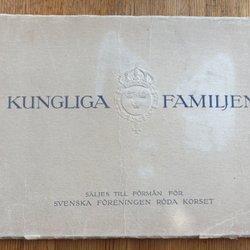 KUNGLIGA FAMILJEN
SÄLJES TILL FÖRMÅN FÖR
SVENSKA FÖRENINGEN RÖDA KORSET